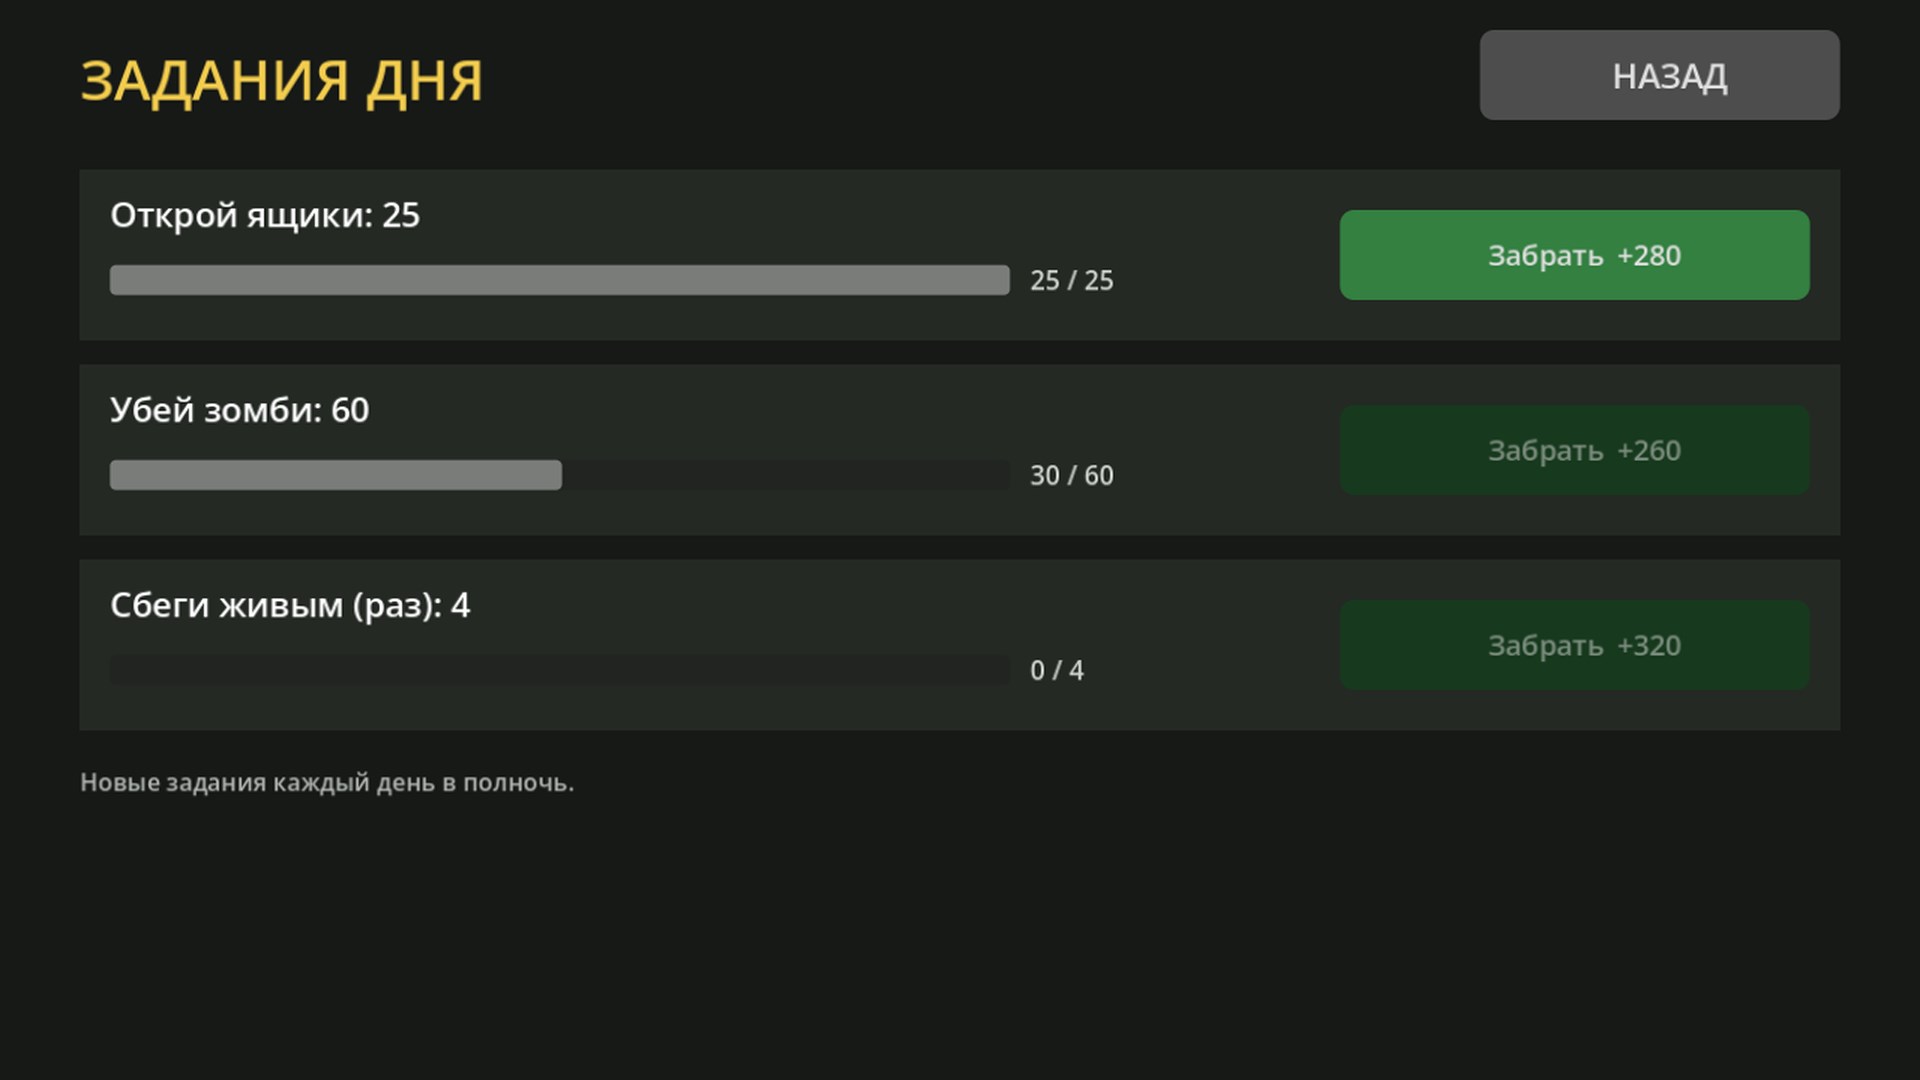 ЗАДАНИЯ ДНЯ
НАЗАД
Открой ящики: 25
25 / 25
Забрать +280
Убей зомби: 60
30 / 60
Забрать +260
Сбеги живым (раз): 4
0 / 4
Забрать +320
Новые задания каждый день в полночь.